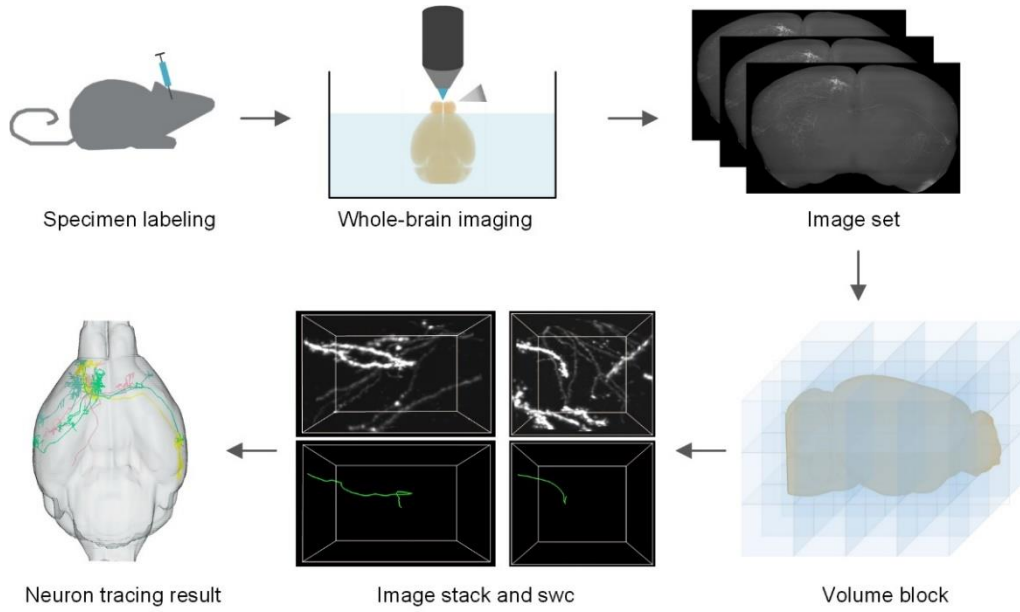 Specimen labeling
Whole-brain imaging
Image set
Neuron tracing result
Image stack and swc
Volume block